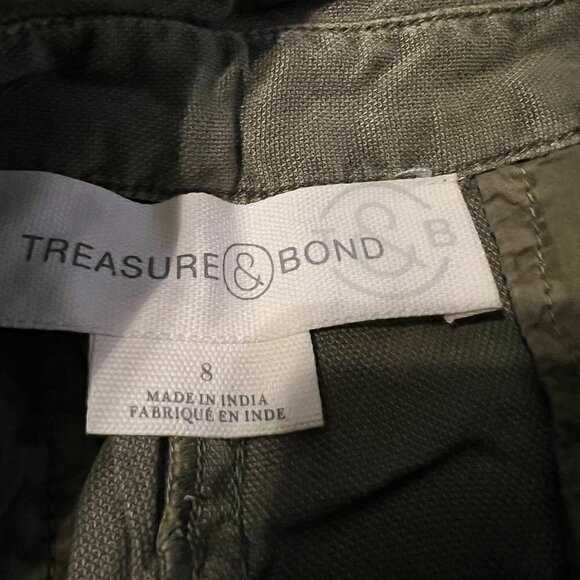 TREASURE & BOND
T & B
8
MADE IN INDIA
FABRIQUÉ EN INDE